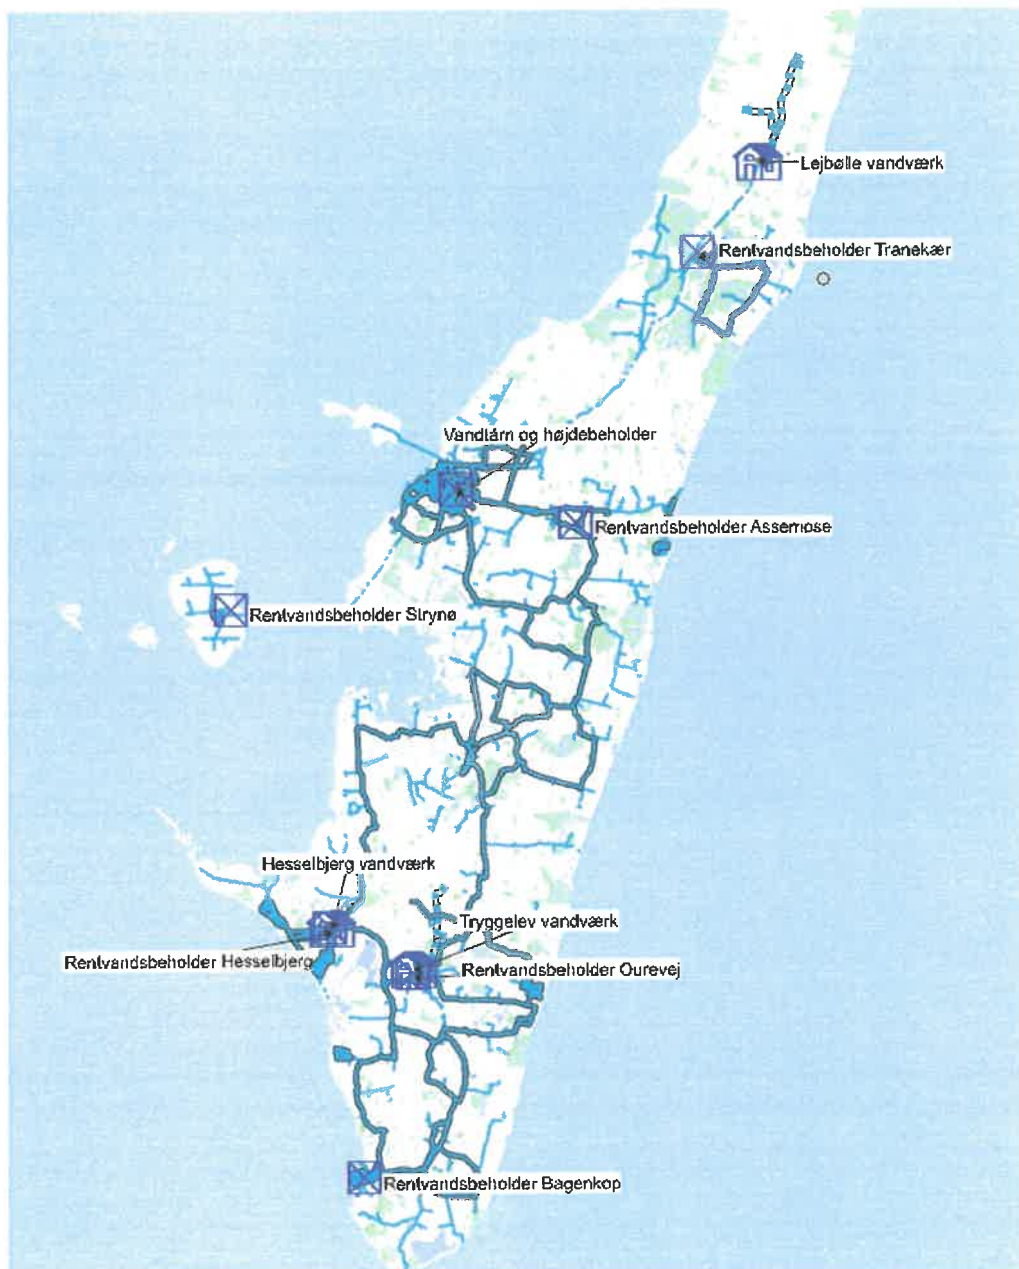 Lejbølle vandværk
Rentvandsbeholder Tranekær
Vandtårn og højdebeholder
Rentvandsbeholder Assemose
Rentvandsbeholder Strynø
Hesselbjerg vandværk
Tryggelev vandværk
Rentvandsbeholder Hesselbjerg
Rentvandsbeholder Ourevej
Rentvandsbeholder Bagenkop